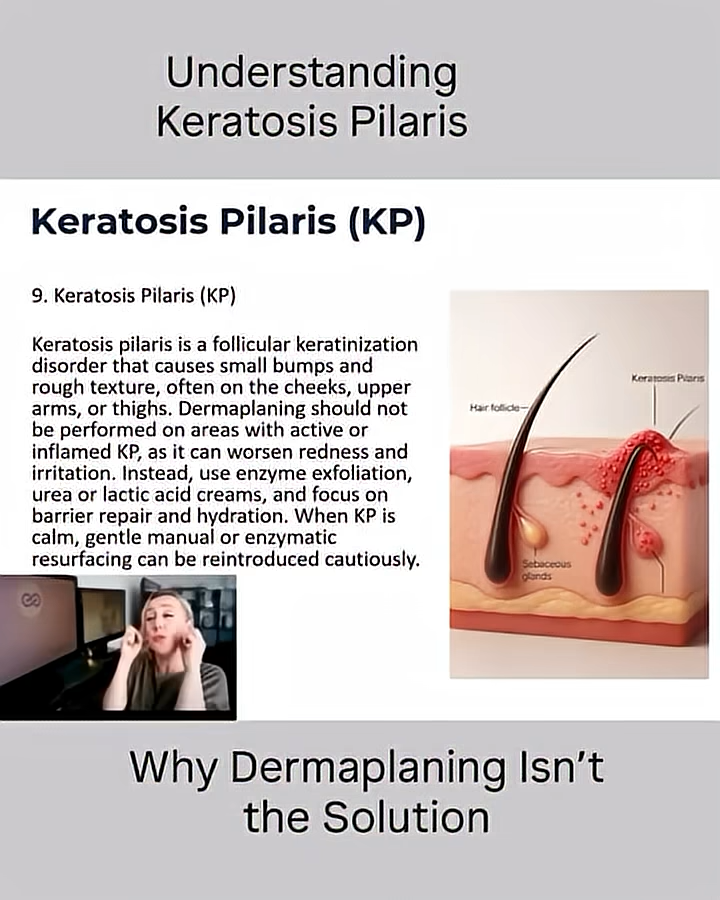 Understanding
Keratosis Pilaris
Keratosis Pilaris (KP)
9. Keratosis Pilaris (KP)
Keratosis pilaris is a follicular keratinization
disorder that causes small bumps and
rough texture, often on the cheeks, upper
arms, or thighs. Dermaplaning should not
be performed on areas with active or
inflamed KP, as it can worsen redness and
irritation. Instead, use enzyme exfoliation,
urea or lactic acid creams, and focus on
barrier repair and hydration. When KP is
calm, gentle manual or enzymatic
resurfacing can be reintroduced cautiously.
Hair follicle
Keratosis Pilaris
Sebaceous
glands
Why Dermaplaning Isn't
the Solution